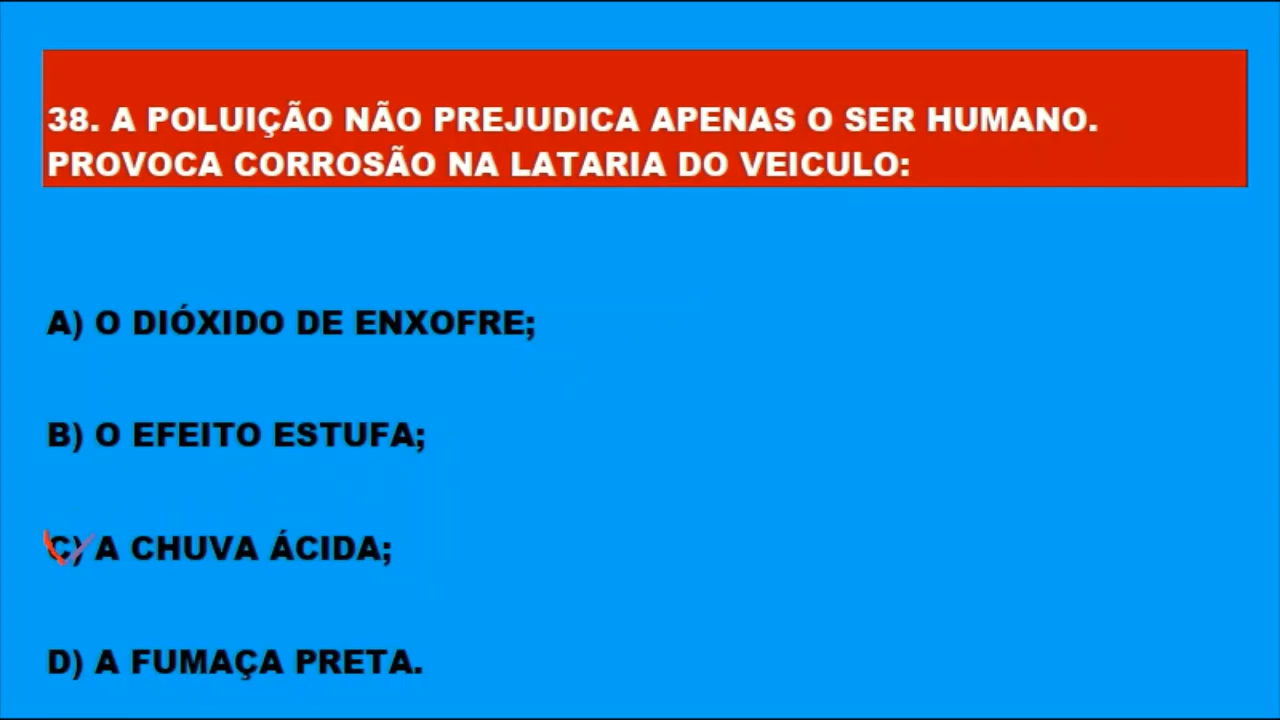 38. A POLUIÇÃO NÃO PREJUDICA APENAS O SER HUMANO.
PROVOCA CORROSÃO NA LATARIA DO VEICULO:
A) O DIÓXIDO DE ENXOFRE;
B) O EFEITO ESTUFA;
C) A CHUVA ÁCIDA;
D) A FUMAÇA PRETA.